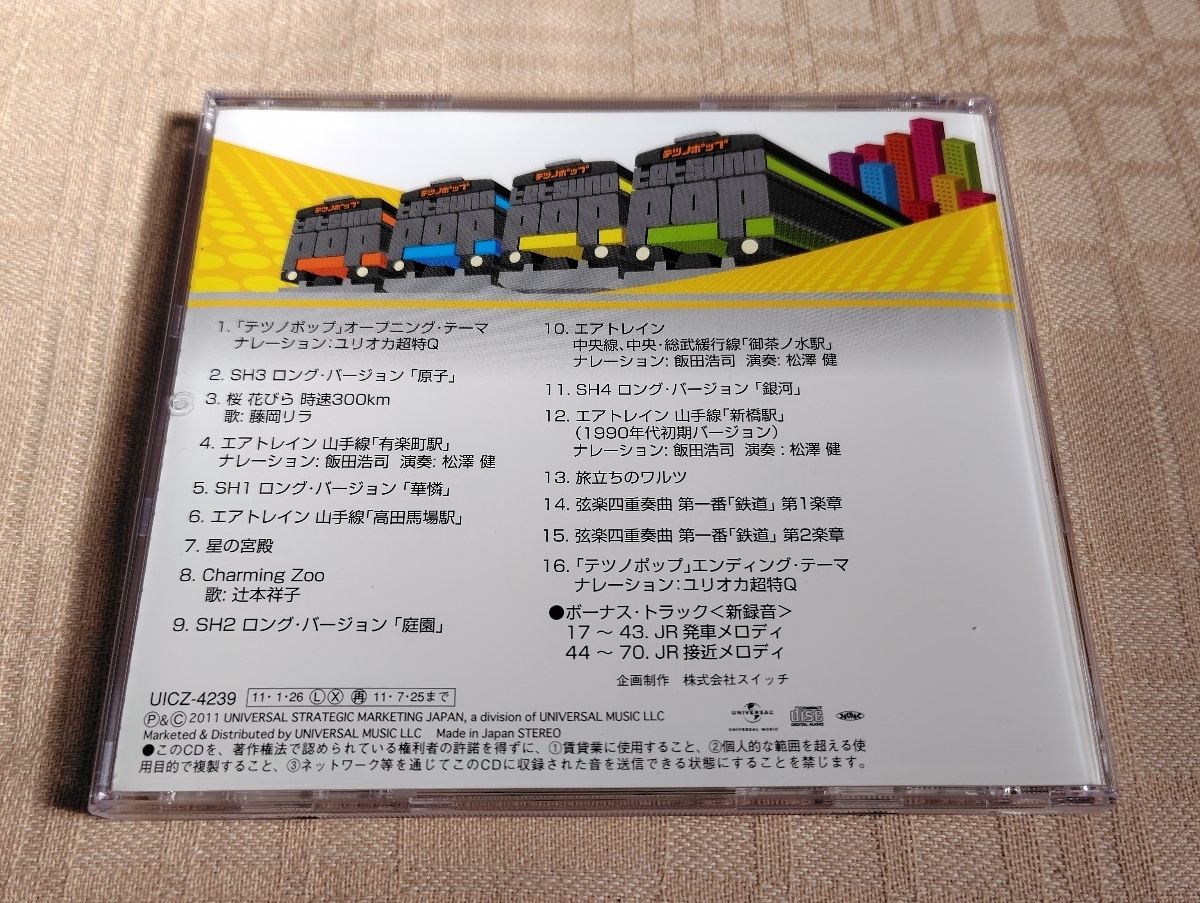 テツノポップ
tetsuno
pop
テツノポップ
tetsuno
pop
テツノポップ
tetsuno
pop
テツノポップ
tetsuno
pop
1.「テツノポップ」オープニング・テーマ
ナレーション:ユリオカ超特Q
2. SH3 ロング・バージョン「原子」
3. 桜 花びら 時速300km
歌: 藤岡リラ
4. エアトレイン 山手線「有楽町駅」
ナレーション: 飯田浩司 演奏: 松澤 健
5. SH1 ロング・バージョン「華憐」
6. エアトレイン 山手線「高田馬場駅」
7. 星の宮殿
8. Charming Zoo
歌: 辻本祥子
9. SH2 ロング・バージョン「庭園」
10. エアトレイン
中央線、中央・総武緩行線「御茶ノ水駅」
ナレーション: 飯田浩司 演奏: 松澤 健
11. SH4 ロング・バージョン「銀河」
12. エアトレイン 山手線「新橋駅」
（1990年代初期バージョン）
ナレーション: 飯田浩司 演奏: 松澤 健
13. 旅立ちのワルツ
14. 弦楽四重奏曲 第一番「鉄道」 第1楽章
15. 弦楽四重奏曲 第一番「鉄道」 第2楽章
16.「テツノポップ」エンディング・テーマ
ナレーション:ユリオカ超特Q
●ボーナス・トラック＜新録音＞
17 ～ 43. JR 発車メロディ
44 ～ 70. JR 接近メロディ
企画制作 株式会社スイッチ
UICZ-4239 11・1・26 Ⓛ Ⓧ ㊞ 11・7・25まで
Ⓟ&Ⓒ 2011 UNIVERSAL STRATEGIC MARKETING JAPAN, a division of UNIVERSAL MUSIC LLC
Marketed & Distributed by UNIVERSAL MUSIC LLC Made in Japan STEREO
UNIVERSAL
UNIVERSAL MUSIC
COMPACT
disc
DIGITAL AUDIO
●このCDを、著作権法で認められている権利者の許諾を得ずに、①賃貸業に使用すること、②個人的な範囲を超える使
用目的で複製すること、③ネットワーク等を通じてこのCDに収録された音を送信できる状態にすることを禁じます。